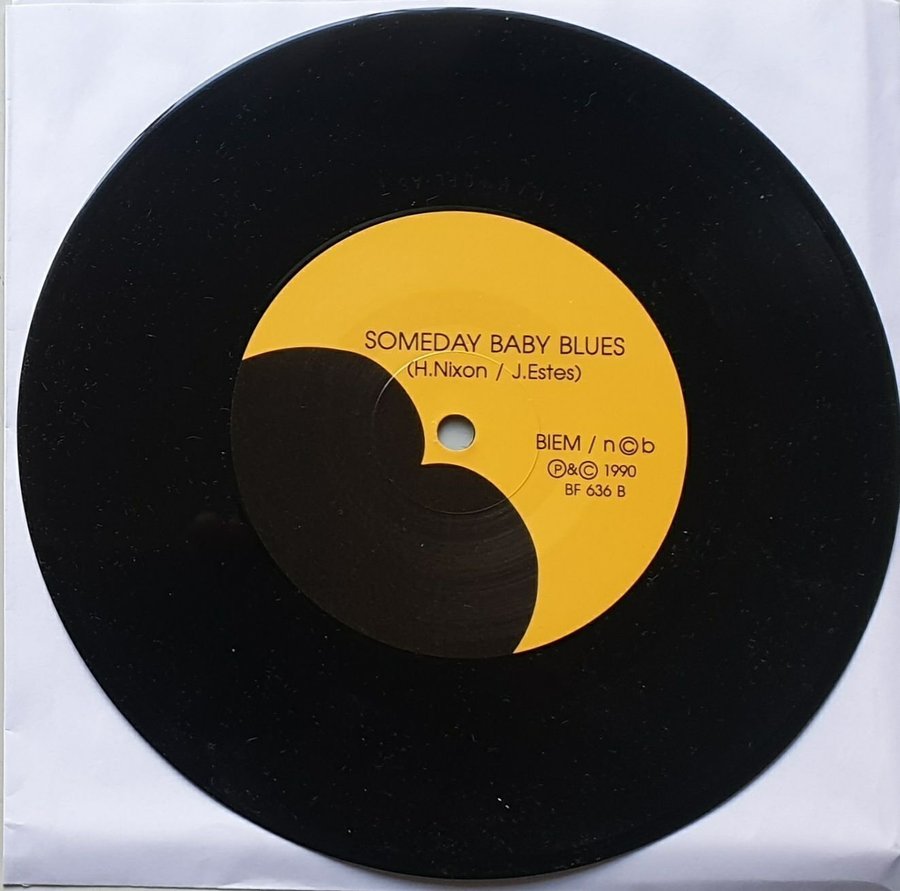 SOMEDAY BABY BLUES
(H.Nixon / J.Estes)
BIEM / n©b
Ⓟ&© 1990
BF 636 B